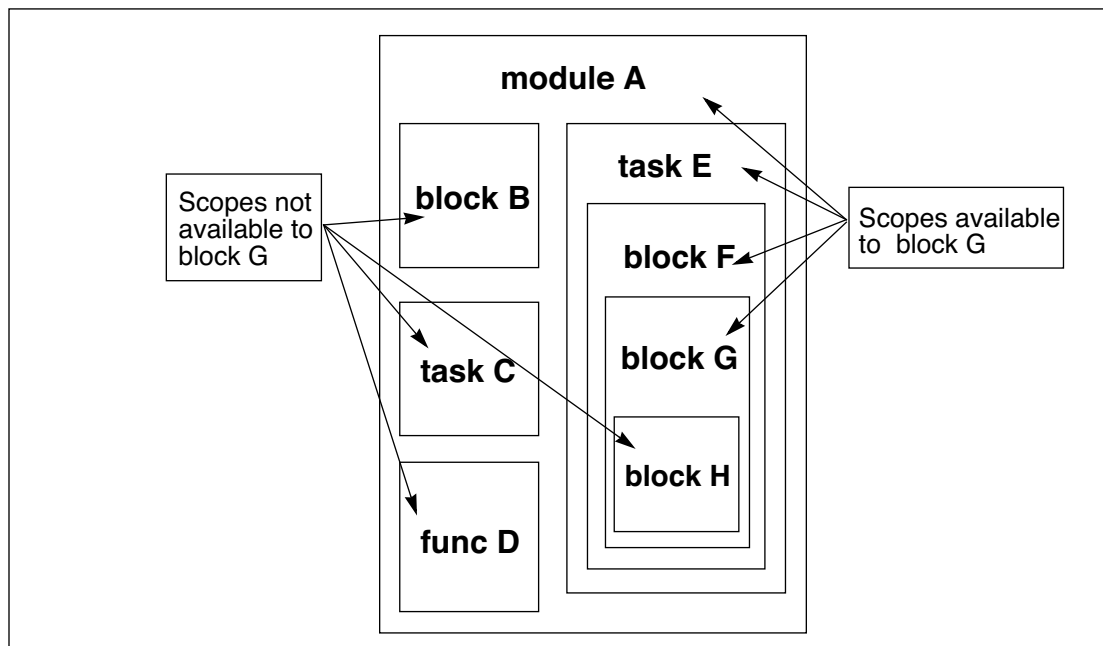 module A
task E
block B
Scopes not
available to
block G
Scopes available
to block G
block F
task C
block G
block H
func D